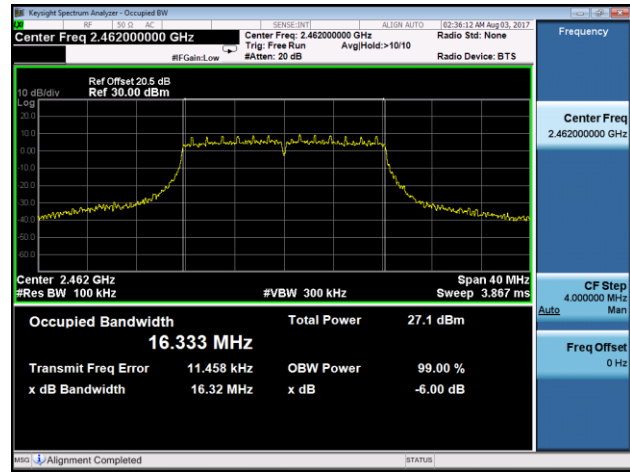 Keysight Spectrum Analyzer - Occupied BW
RF 50 Ω AC SENSE:INT ALIGN AUTO 02:36:12 AM Aug 03, 2017
Center Freq 2.462000000 GHz Center Freq: 2.462000000 GHz Radio Std: None
Trig: Free Run Avg|Hold:>10/10
#IFGain:Low #Atten: 20 dB Radio Device: BTS
Ref Offset 20.5 dB
10 dB/div Ref 30.00 dBm
Log
20.0
10.0
0.00
-10.0
-20.0
-30.0
-40.0
-50.0
-60.0
Center 2.462 GHz Span 40 MHz
#Res BW 100 kHz #VBW 300 kHz Sweep 3.867 ms
Occupied Bandwidth Total Power 27.1 dBm
16.333 MHz
Transmit Freq Error 11.458 kHz OBW Power 99.00 %
x dB Bandwidth 16.32 MHz x dB -6.00 dB
MSG Alignment Completed STATUS
Frequency
Center Freq
2.462000000 GHz
CF Step
4.000000 MHz
Auto Man
Freq Offset
0 Hz